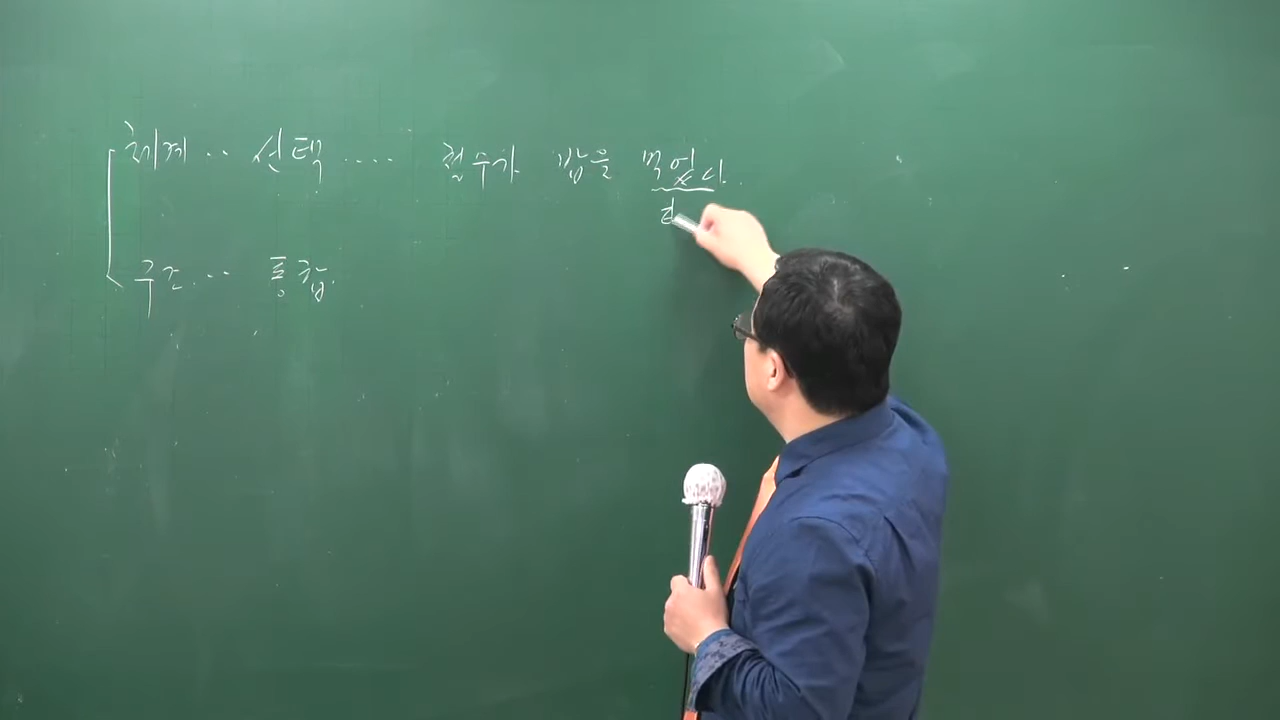 체계 ‥ 선택 ‥‥ 철수가 밥을 먹었다.
구조 ‥‥ 통합.